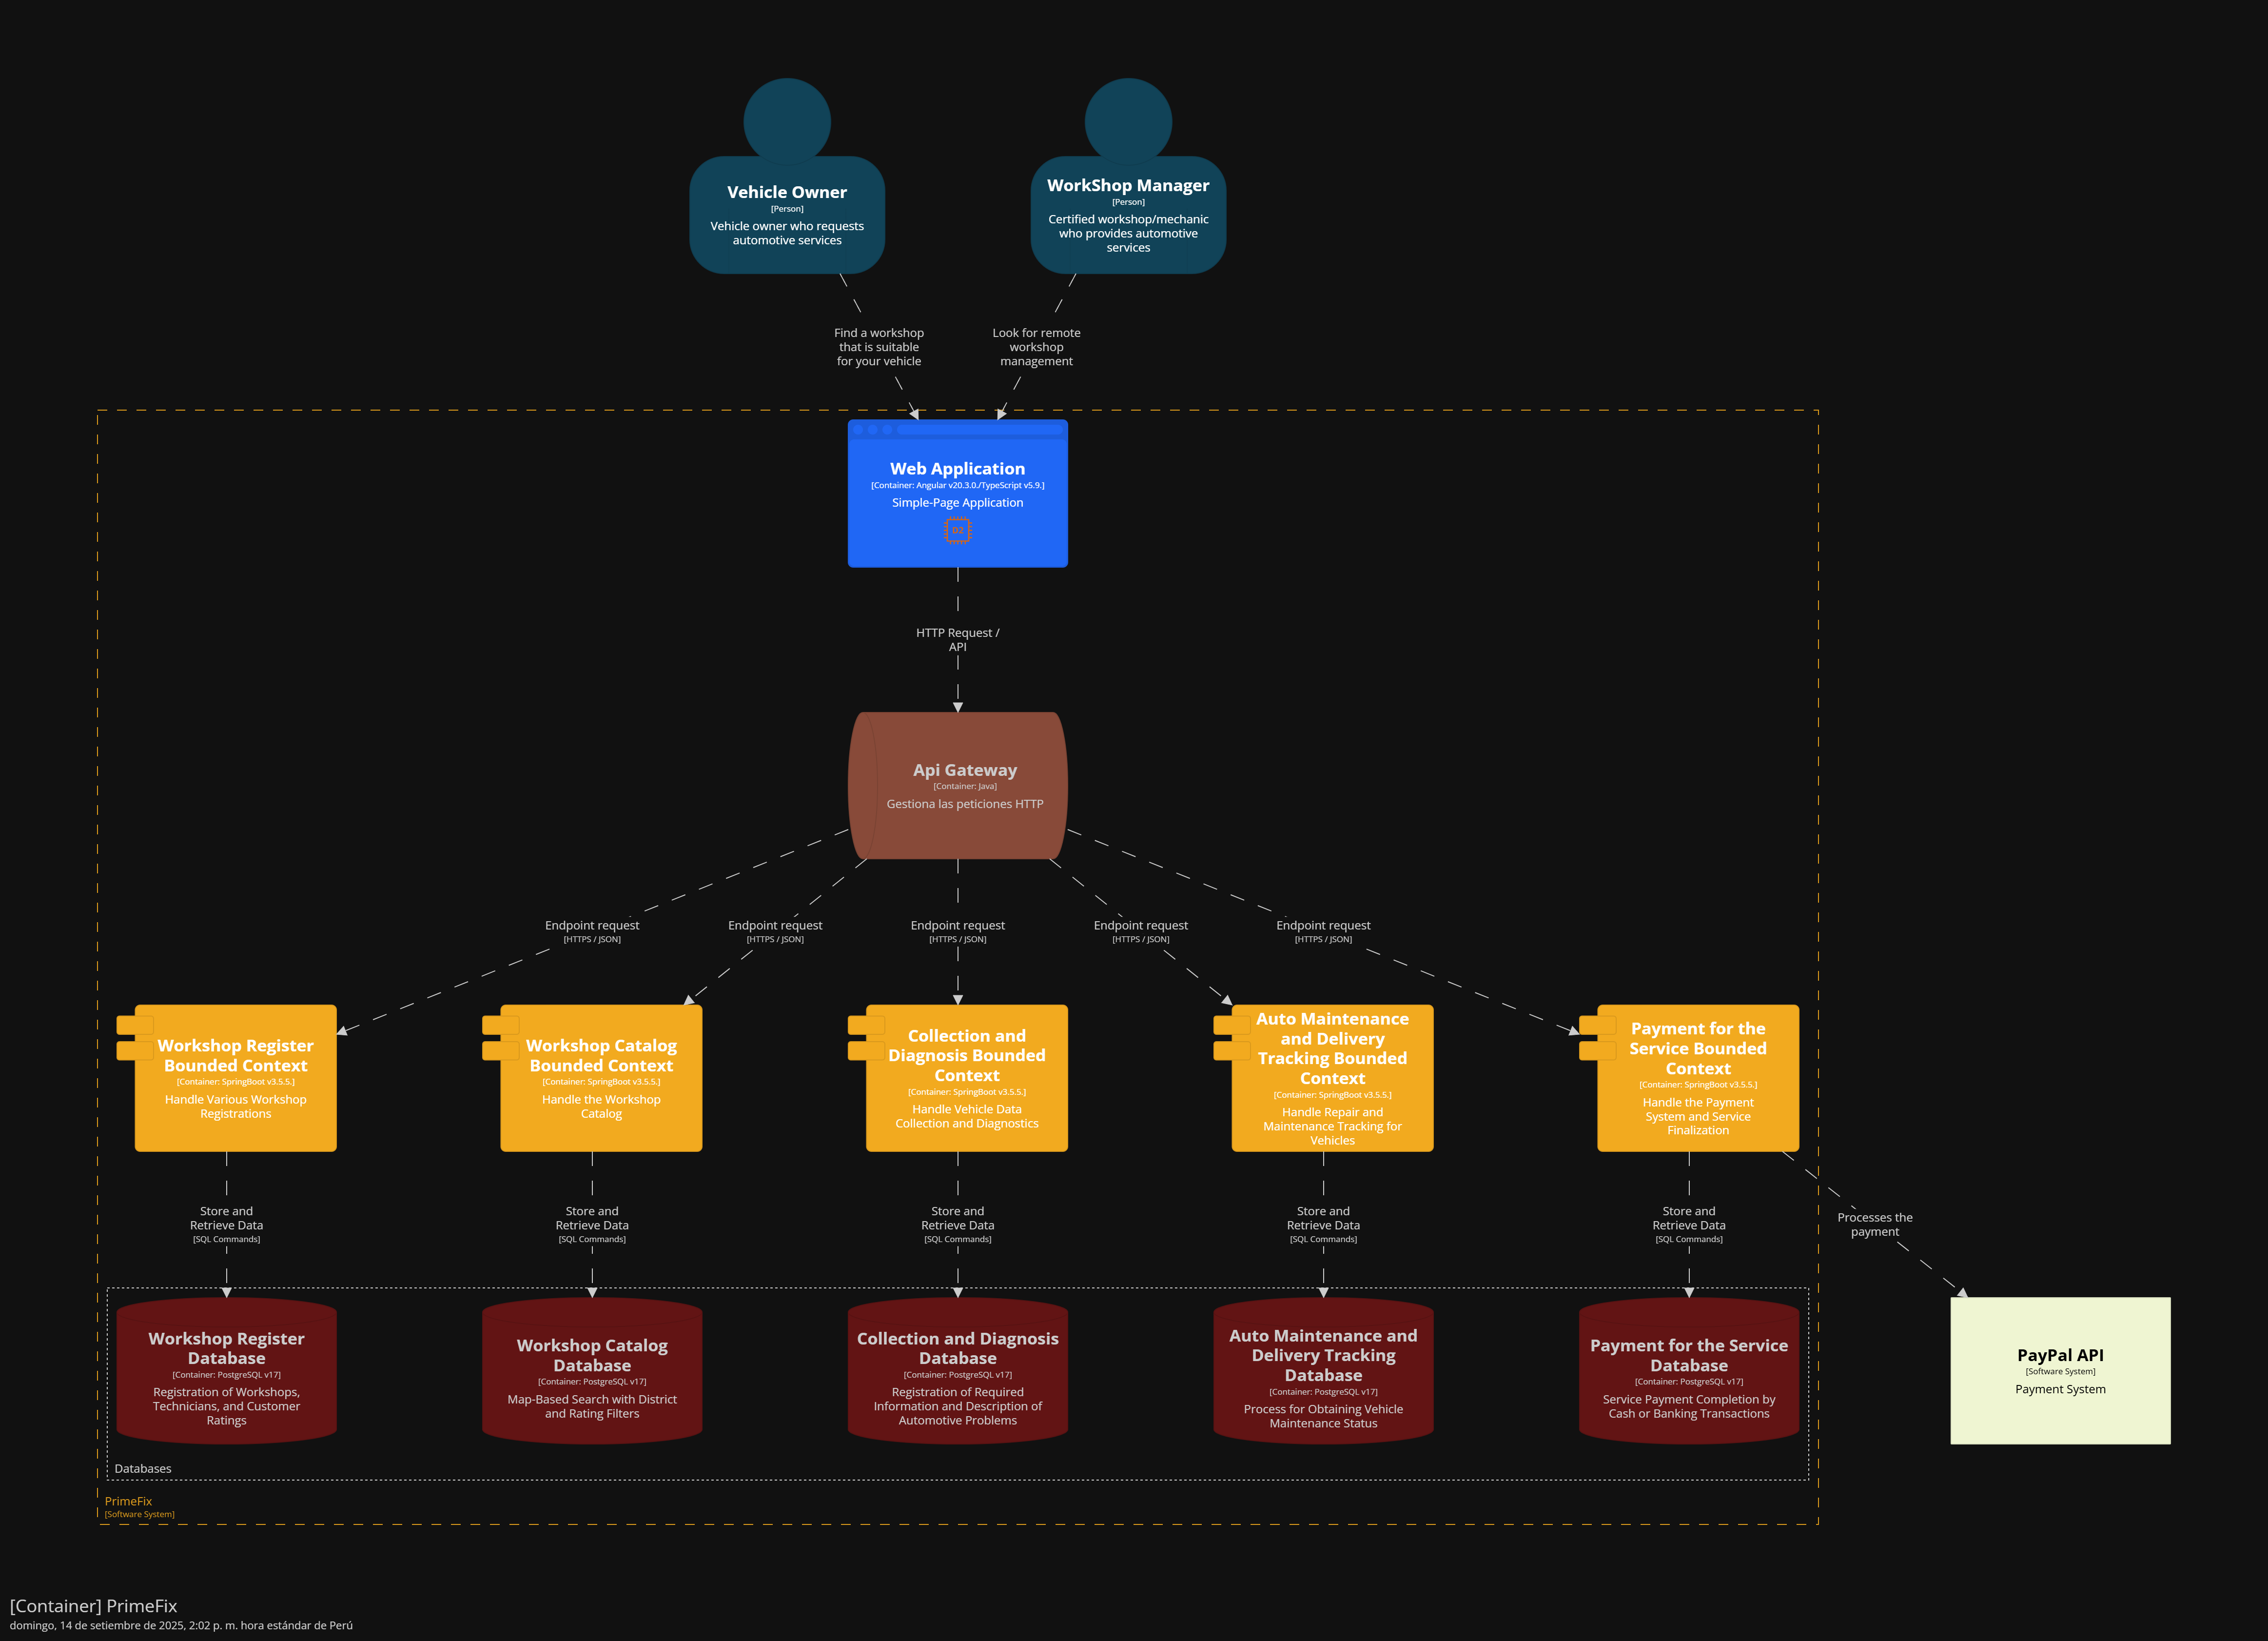 Vehicle Owner
[Person]
Vehicle owner who requests
automotive services
WorkShop Manager
[Person]
Certified workshop/mechanic
who provides automotive
services
Find a workshop
that is suitable
for your vehicle
Look for remote
workshop
management
Web Application
[Container: Angular v20.3.0./TypeScript v5.9.]
Simple-Page Application
D2
HTTP Request /
API
Api Gateway
[Container: Java]
Gestiona las peticiones HTTP
Endpoint request
[HTTPS / JSON]
Endpoint request
[HTTPS / JSON]
Endpoint request
[HTTPS / JSON]
Endpoint request
[HTTPS / JSON]
Endpoint request
[HTTPS / JSON]
Workshop Register
Bounded Context
[Container: SpringBoot v3.5.5.]
Handle Various Workshop
Registrations
Workshop Catalog
Bounded Context
[Container: SpringBoot v3.5.5.]
Handle the Workshop
Catalog
Collection and
Diagnosis Bounded
Context
[Container: SpringBoot v3.5.5.]
Handle Vehicle Data
Collection and Diagnostics
Auto Maintenance
and Delivery
Tracking Bounded
Context
[Container: SpringBoot v3.5.5.]
Handle Repair and
Maintenance Tracking for
Vehicles
Payment for the
Service Bounded
Context
[Container: SpringBoot v3.5.5.]
Handle the Payment
System and Service
Finalization
Store and
Retrieve Data
[SQL Commands]
Store and
Retrieve Data
[SQL Commands]
Store and
Retrieve Data
[SQL Commands]
Store and
Retrieve Data
[SQL Commands]
Store and
Retrieve Data
[SQL Commands]
Processes the
payment
Workshop Register
Database
[Container: PostgreSQL v17]
Registration of Workshops,
Technicians, and Customer
Ratings
Workshop Catalog
Database
[Container: PostgreSQL v17]
Map-Based Search with District
and Rating Filters
Collection and Diagnosis
Database
[Container: PostgreSQL v17]
Registration of Required
Information and Description of
Automotive Problems
Auto Maintenance and
Delivery Tracking
Database
[Container: PostgreSQL v17]
Process for Obtaining Vehicle
Maintenance Status
Payment for the Service
Database
[Container: PostgreSQL v17]
Service Payment Completion by
Cash or Banking Transactions
PayPal API
[Software System]
Payment System
Databases
PrimeFix
[Software System]
[Container] PrimeFix
domingo, 14 de setiembre de 2025, 2:02 p. m. hora estándar de Perú